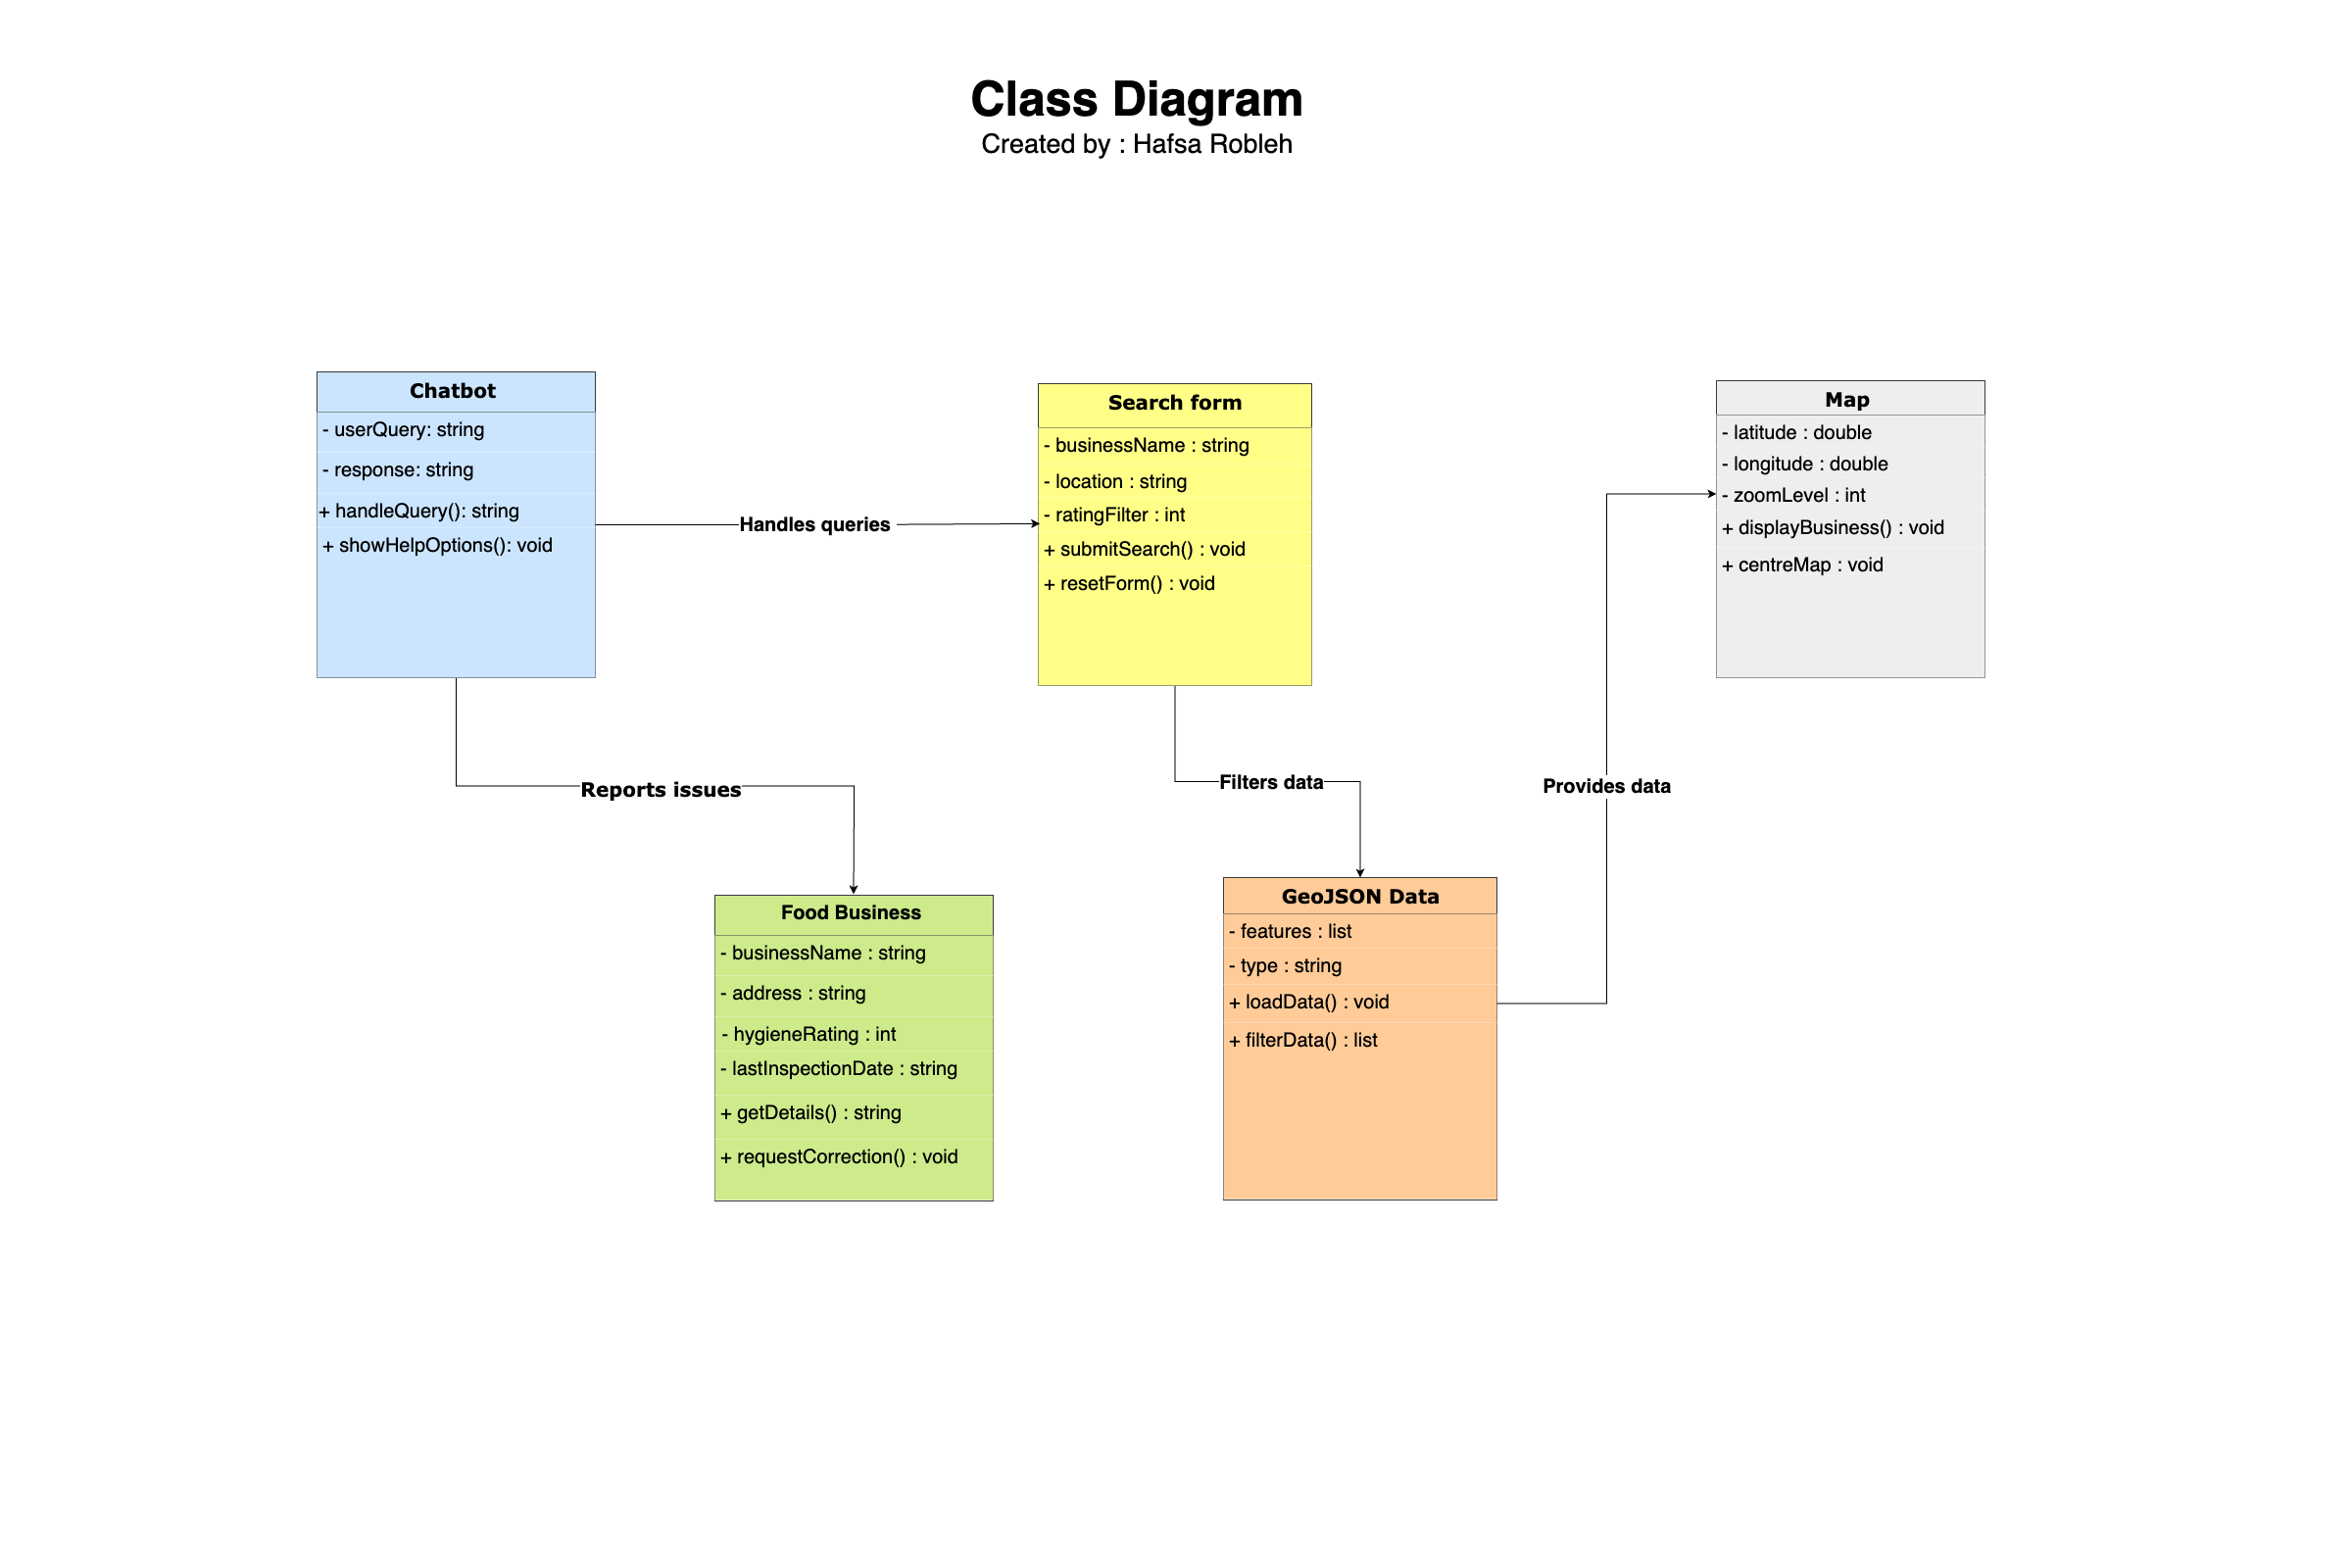 Class Diagram
Created by : Hafsa Robleh
Chatbot
- userQuery: string
- response: string
+ handleQuery(): string
+ showHelpOptions(): void
Handles queries
Search form
- businessName : string
- location : string
- ratingFilter : int
+ submitSearch() : void
+ resetForm() : void
Map
- latitude : double
- longitude : double
- zoomLevel : int
+ displayBusiness() : void
+ centreMap : void
Reports issues
Filters data
Provides data
Food Business
- businessName : string
- address : string
- hygieneRating : int
- lastInspectionDate : string
+ getDetails() : string
+ requestCorrection() : void
GeoJSON Data
- features : list
- type : string
+ loadData() : void
+ filterData() : list